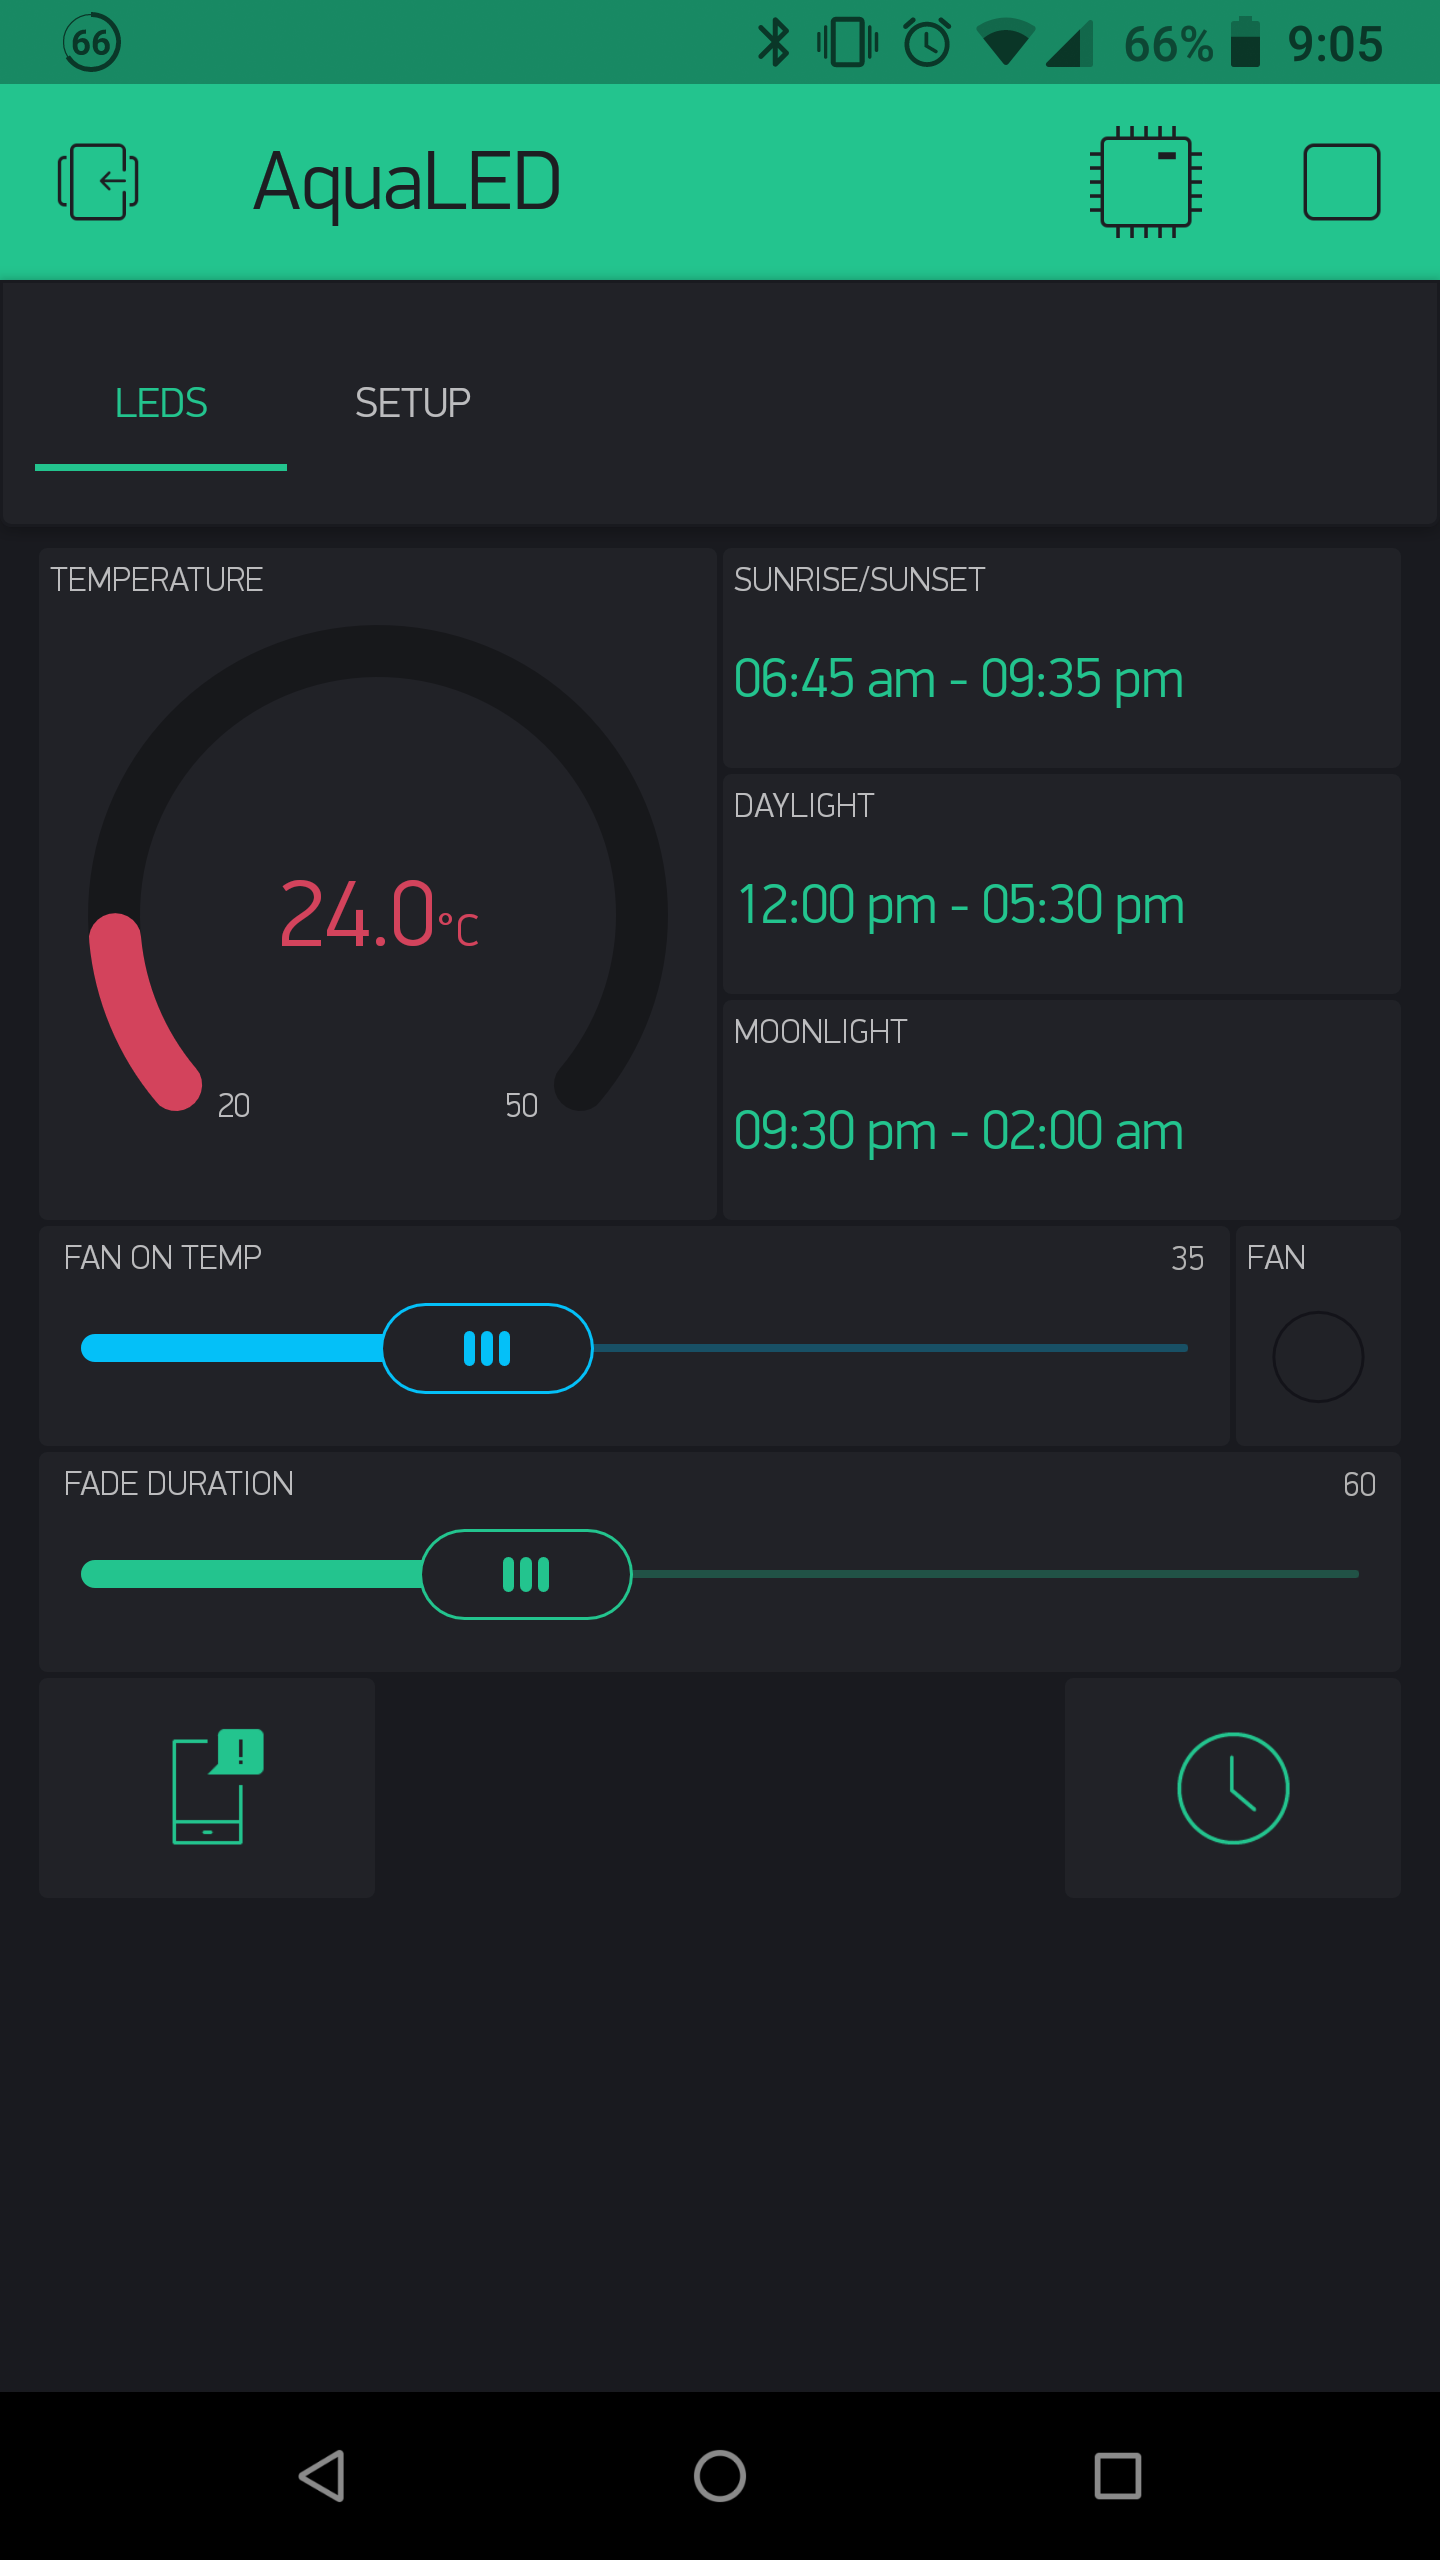 66
66%
9:05
AquaLED
LEDS
SETUP
TEMPERATURE
24.0°C
20
50
SUNRISE/SUNSET
06:45 am - 09:35 pm
DAYLIGHT
12:00 pm - 05:30 pm
MOONLIGHT
09:30 pm - 02:00 am
FAN ON TEMP
35
FAN
FADE DURATION
60
!